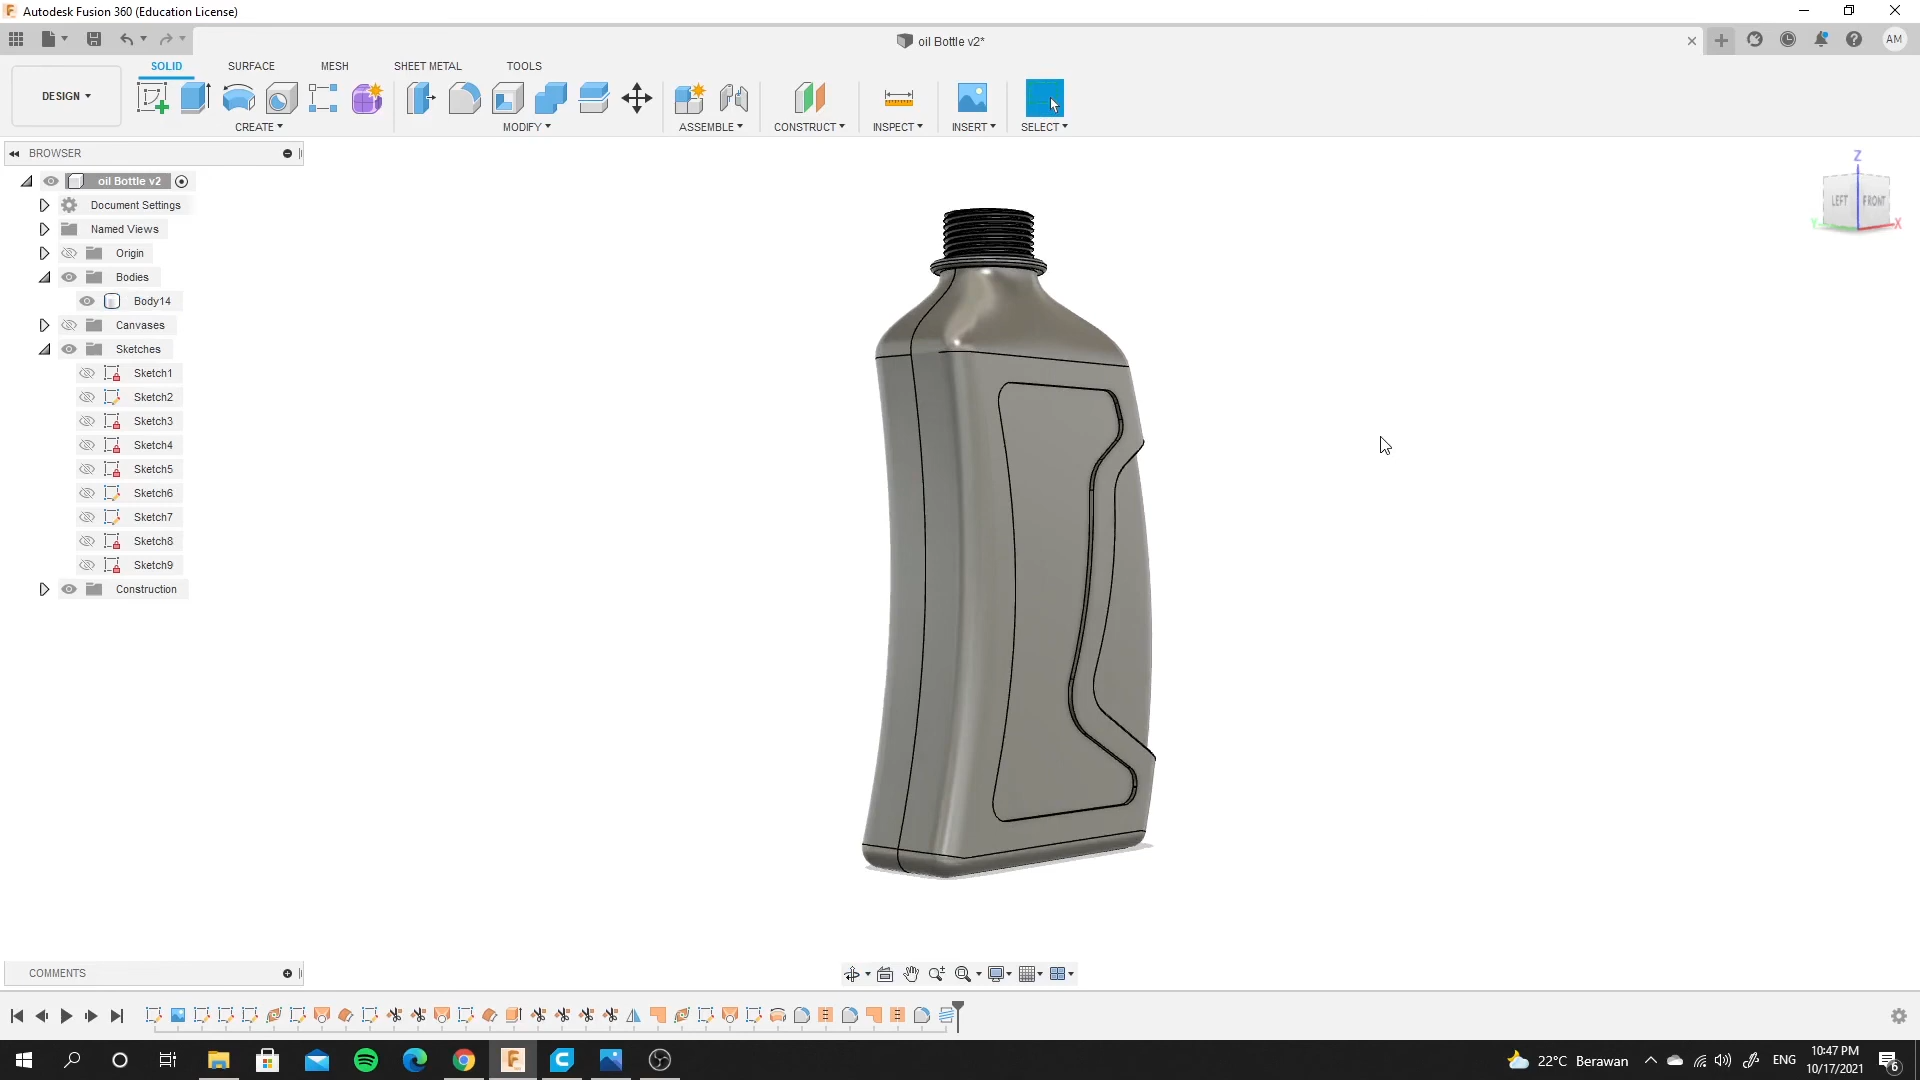 Autodesk Fusion 360 (Education License)
oil Bottle v2*
AM
DESIGN
SOLID SURFACE MESH SHEET METAL TOOLS
CREATE MODIFY ASSEMBLE CONSTRUCT INSPECT INSERT SELECT
BROWSER
oil Bottle v2
Document Settings
Named Views
Origin
Bodies
Body14
Canvases
Sketches
Sketch1
Sketch2
Sketch3
Sketch4
Sketch5
Sketch6
Sketch7
Sketch8
Sketch9
Construction
Z
LEFT FRONT
Y X
COMMENTS
22°C Berawan
ENG
10:47 PM
10/17/2021
6